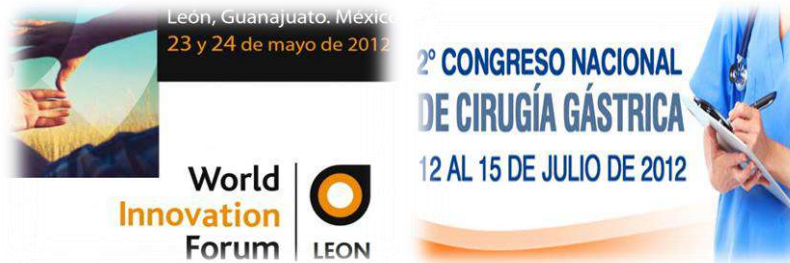 León, Guanajuato. México
23 y 24 de mayo de 2012
World
Innovation
Forum
LEON
2° CONGRESO NACIONAL
DE CIRUGÍA GÁSTRICA
12 AL 15 DE JULIO DE 2012